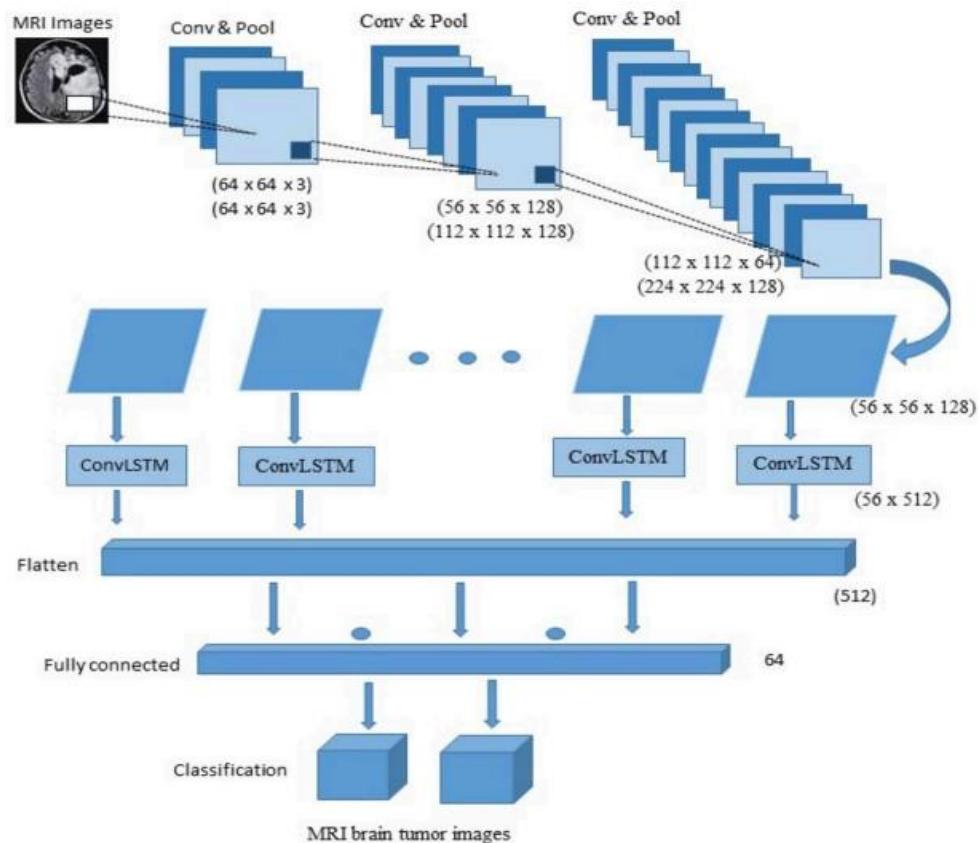 MRI Images
Conv & Pool
Conv & Pool
Conv & Pool
(64 x 64 x 3)
(64 x 64 x 3)
(56 x 56 x 128)
(112 x 112 x 128)
(112 x 112 x 64)
(224 x 224 x 128)
(56 x 56 x 128)
ConvLSTM
ConvLSTM
ConvLSTM
ConvLSTM
(56 x 512)
Flatten
(512)
Fully connected
64
Classification
MRI brain tumor images